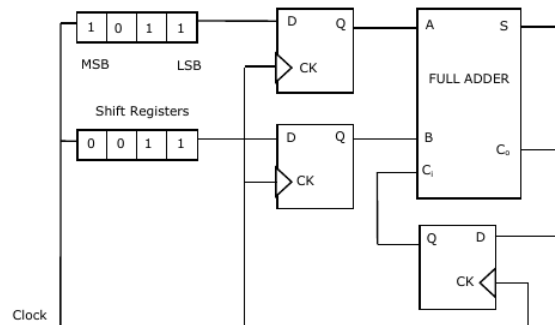 1 0 1 1
D Q
A S
MSB LSB
CK
FULL ADDER
Shift Registers
0 0 1 1
D Q
B
Cₒ
Cᵢ
CK
Q D
CK
Clock